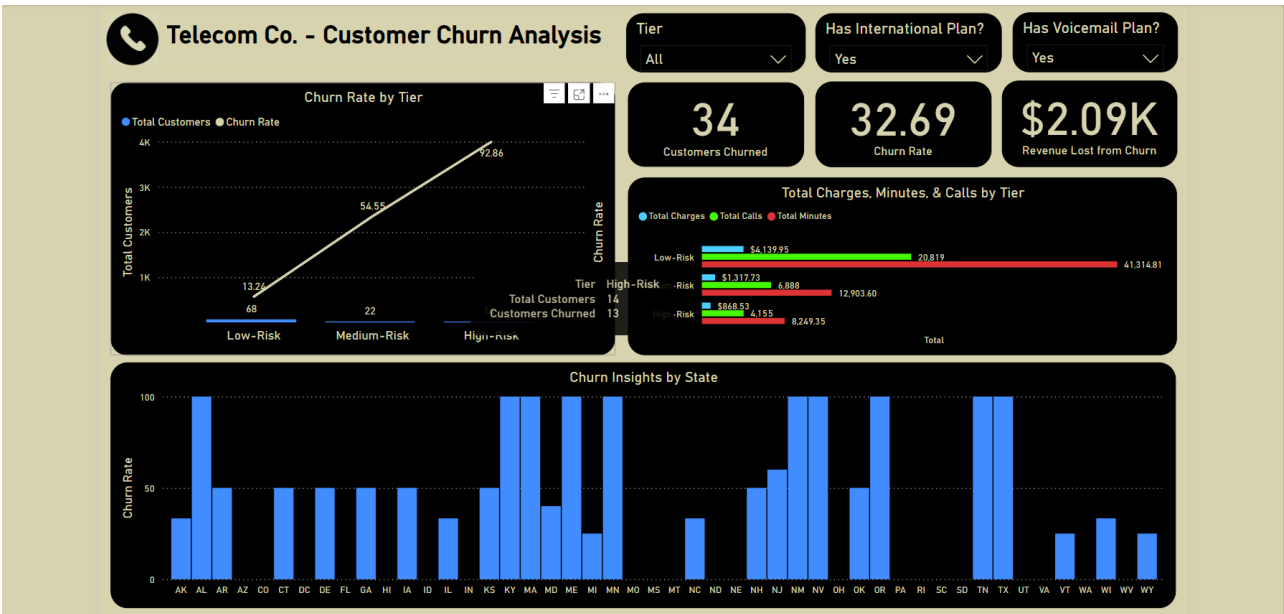 Telecom Co. - Customer Churn Analysis
Tier
All
Has International Plan?
Yes
Has Voicemail Plan?
Yes
34
Customers Churned
32.69
Churn Rate
$2.09K
Revenue Lost from Churn
Churn Rate by Tier
Total Customers Churn Rate
4K
3K
2K
1K
Total Customers
Churn Rate
13.24
54.55
92.86
68
22
Low-Risk Medium-Risk High-Risk
Tier High-Risk
Total Customers 14
Customers Churned 13
Total Charges, Minutes, & Calls by Tier
Total Charges Total Calls Total Minutes
Low-Risk
$4,139.95
20,819
41,314.81
-Risk
$1,317.73
6,888
12,903.60
High-Risk
$868.53
4,155
8,249.35
Total
Churn Insights by State
Churn Rate
100
50
0
AK AL AR AZ CO CT DC DE FL GA HI IA ID IL IN KS KY MA MD ME MI MN MO MS MT NC ND NE NH NJ NM NV OH OK OR PA RI SC SD TN TX UT VA VT WA WI WV WY